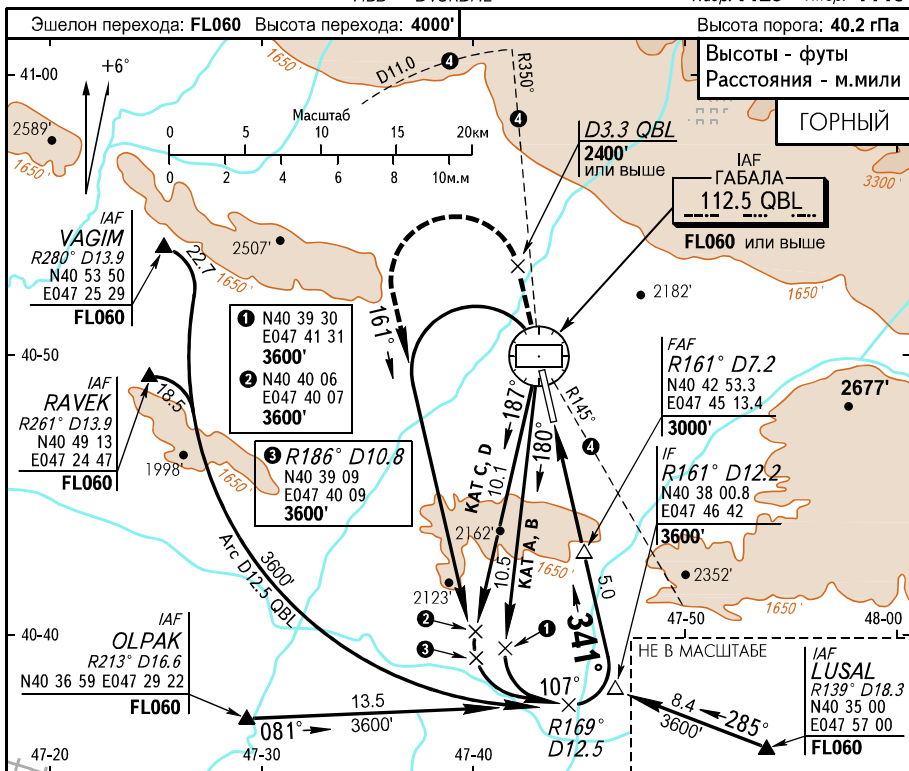 Эшелон перехода: FL060 Высота перехода: 4000'
Высота порога: 40.2 гПа
Высоты - футы
Расстояния - м.мили
ГОРНЫЙ
41-00
+6°
1650'
D11.0
4
R350°
4
Масштаб
0 5 10 15 20км
0 2 4 6 8 10м.м
2589'
1650'
1650'
D3.3 QBL
2400'
или выше
IAF
ГАБАЛА
112.5 QBL
FL060 или выше
3300'
IAF
VAGIM
R280° D13.9
N40 53 50
E047 25 29
FL060
22.7
2507'
1650'
2182'
1650'
161°
1 N40 39 30
E047 41 31
3600'
2 N40 40 06
E047 40 07
3600'
40-50
FAF
R161° D7.2
N40 42 53.3
E047 45 13.4
3000'
2677'
IAF
RAVEK
R261° D13.9
N40 49 13
E047 24 47
FL060
18.5
187°
180°
R145°
4
3 R186° D10.8
N40 39 09
E047 40 09
3600'
IF
R161° D12.2
N40 38 00.8
E047 46 42
3600'
1998'
1650'
КАТ C, D
10.1
КАТ A, B
10.5
2162'
1650'
2123'
2352'
1650'
5.0
3600'
Arc D12.5 QBL
2
3
1
341°
40-40
47-50
48-00
НЕ В МАСШТАБЕ
IAF
OLPAK
R213° D16.6
N40 36 59 E047 29 22
FL060
IAF
LUSAL
R139° D18.3
N40 35 00
E047 57 00
FL060
13.5
081°
3600'
107°
R169°
D12.5
8.4
285°
3600'
47-20
47-30
47-40